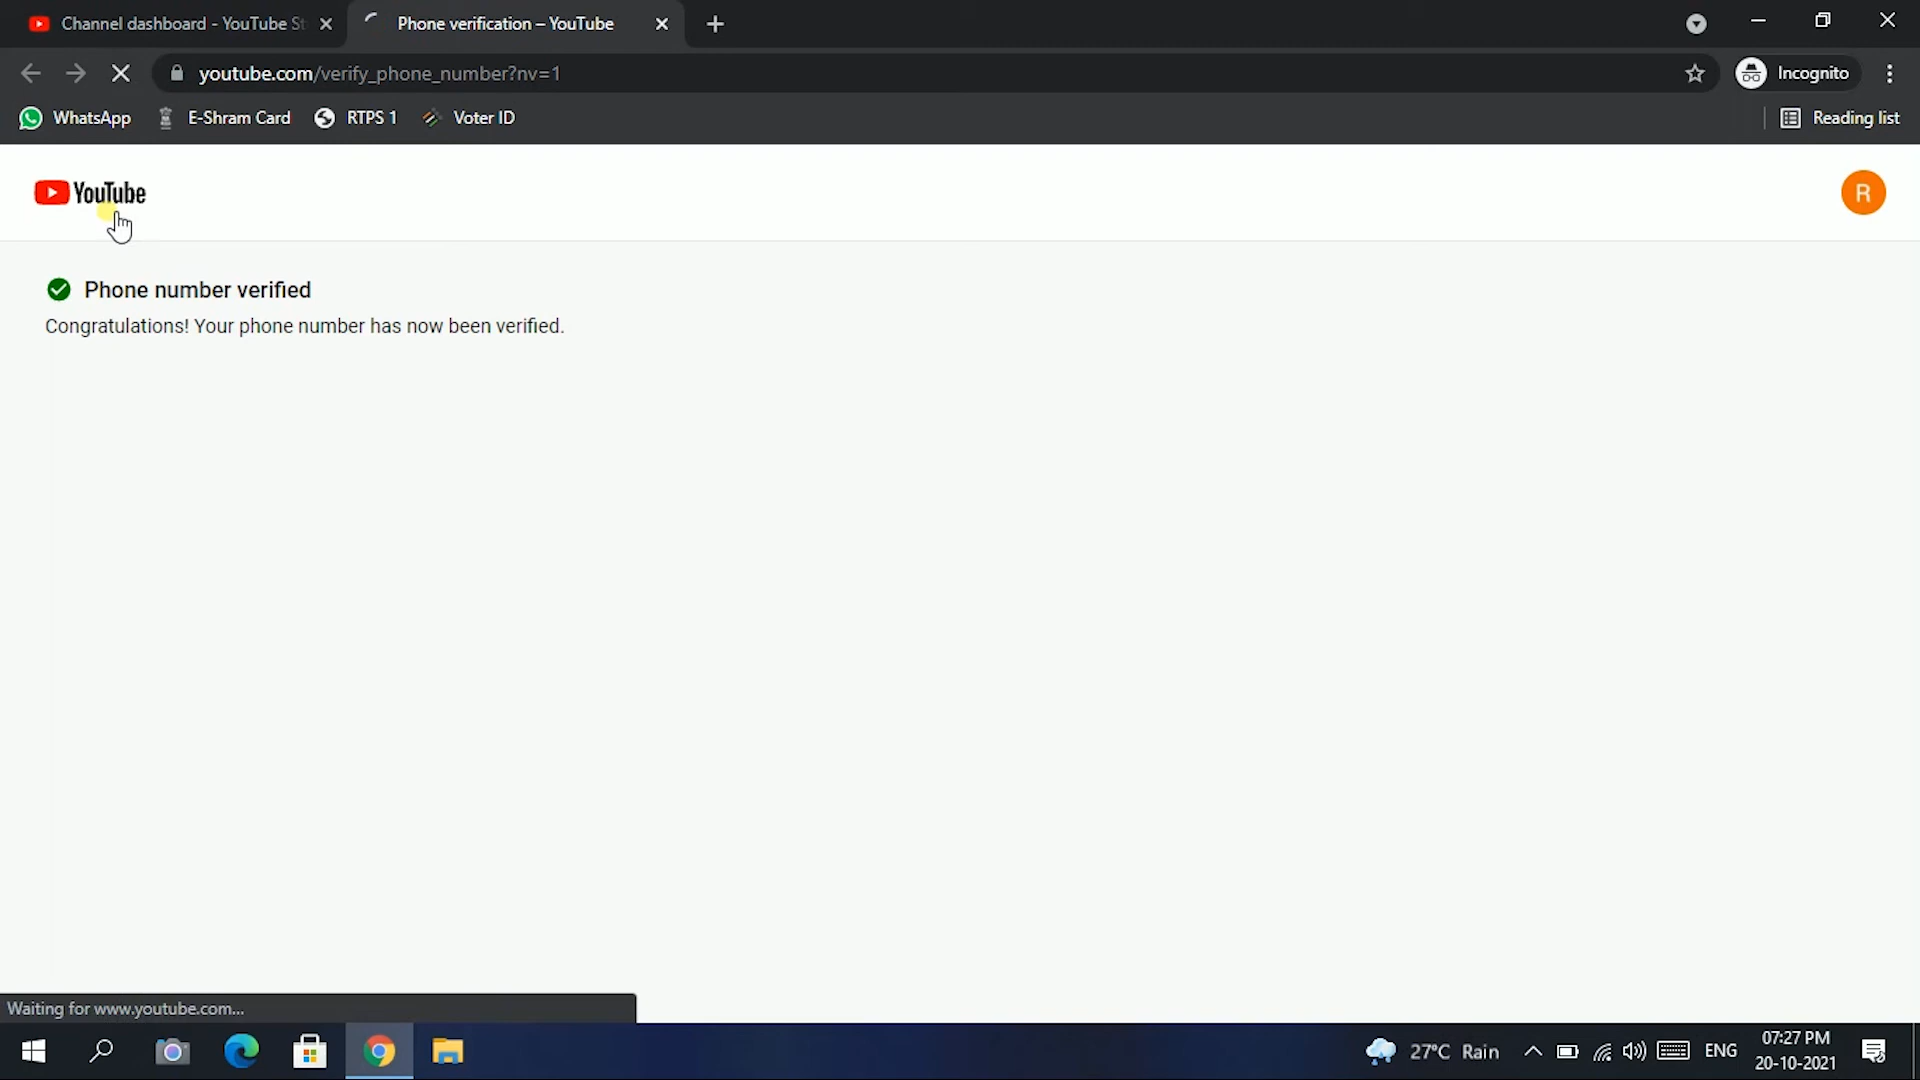 Channel dashboard - YouTube St
Phone verification – YouTube
youtube.com/verify_phone_number?nv=1
Incognito
WhatsApp
E-Shram Card
RTPS 1
Voter ID
Reading list
YouTube
R
Phone number verified
Congratulations! Your phone number has now been verified.
Waiting for www.youtube.com...
27°C Rain
ENG
07:27 PM
20-10-2021